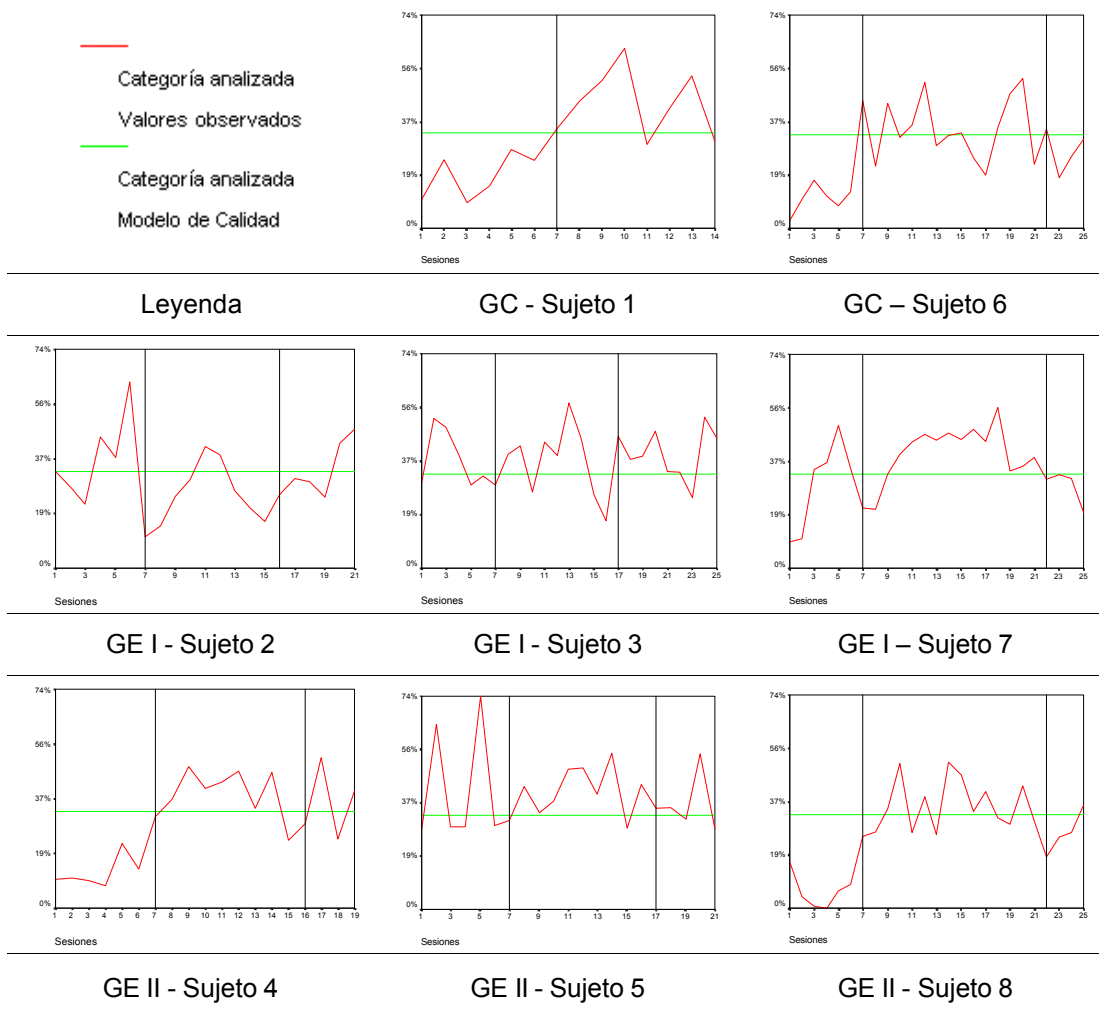 Categoría analizada
Valores observados
Categoría analizada
Modelo de Calidad
74%
56%
37%
19%
0%
1 2 3 4 5 6 7 8 9 10 11 12 13 14
Sesiones
74%
56%
37%
19%
0%
1 3 5 7 9 11 13 15 17 19 21 23 25
Sesiones
Leyenda
GC - Sujeto 1
GC – Sujeto 6
74%
56%
37%
19%
0%
1 3 5 7 9 11 13 15 17 19 21
Sesiones
74%
56%
37%
19%
0%
1 3 5 7 9 11 13 15 17 19 21 23 25
Sesiones
74%
56%
37%
19%
0%
1 3 5 7 9 11 13 15 17 19 21 23 25
Sesiones
GE I - Sujeto 2
GE I - Sujeto 3
GE I – Sujeto 7
74%
56%
37%
19%
0%
1 2 3 4 5 6 7 8 9 10 11 12 13 14 15 16 17 18 19
Sesiones
74%
56%
37%
19%
0%
1 3 5 7 9 11 13 15 17 19 21
Sesiones
74%
56%
37%
19%
0%
1 3 5 7 9 11 13 15 17 19 21 23 25
Sesiones
GE II - Sujeto 4
GE II - Sujeto 5
GE II - Sujeto 8